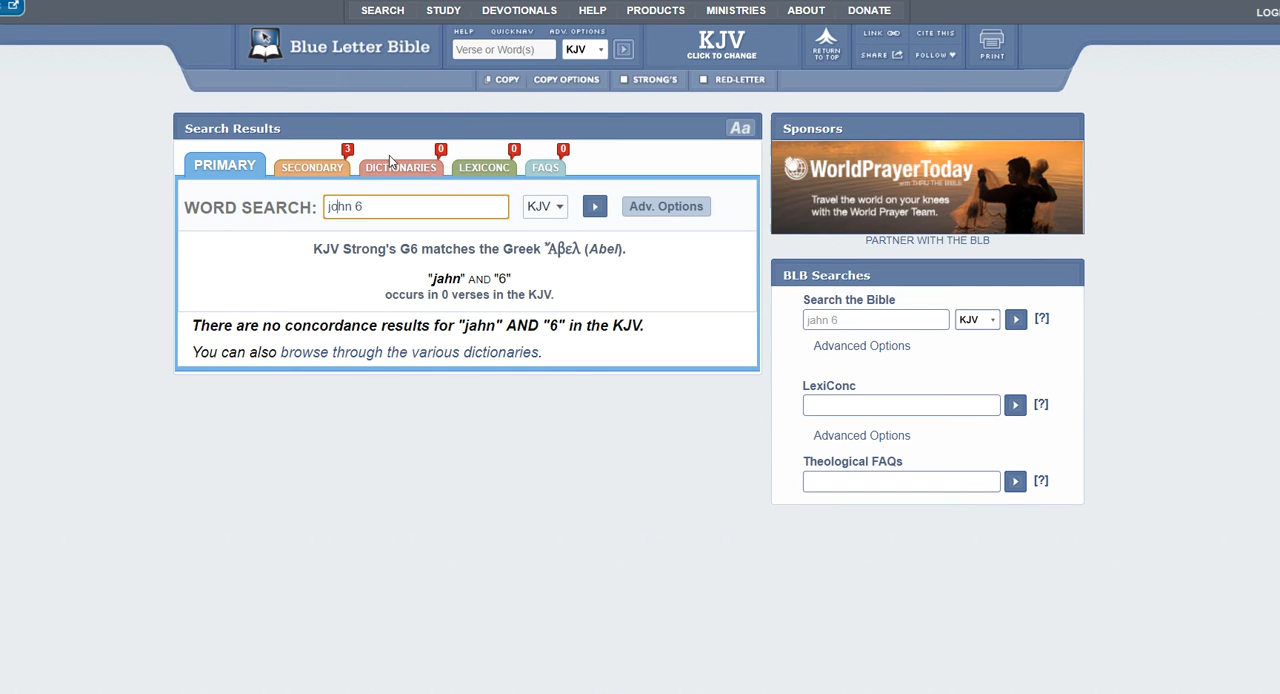 SEARCH STUDY DEVOTIONALS HELP PRODUCTS MINISTRIES ABOUT DONATE
Blue Letter Bible
HELP QUICKNAV ADV. OPTIONS
Verse or Word(s) KJV
KJV
CLICK TO CHANGE
RETURN
TO TOP
LINK CITE THIS
SHARE FOLLOW
PRINT
COPY COPY OPTIONS STRONG'S RED-LETTER
Search Results Aa
PRIMARY SECONDARY 3 DICTIONARIES 0 LEXICONC 0 FAQS 0
WORD SEARCH: john 6 KJV Adv. Options
KJV Strong's G6 matches the Greek Ἄβελ (Abel).
"jahn" AND "6"
occurs in 0 verses in the KJV.
There are no concordance results for "jahn" AND "6" in the KJV.
You can also browse through the various dictionaries.
Sponsors
WorldPrayerToday
with THRU THE BIBLE
Travel the world on your knees
with the World Prayer Team.
PARTNER WITH THE BLB
BLB Searches
Search the Bible
jahn 6 KJV [?]
Advanced Options
LexiConc
[?]
Advanced Options
Theological FAQs
[?]